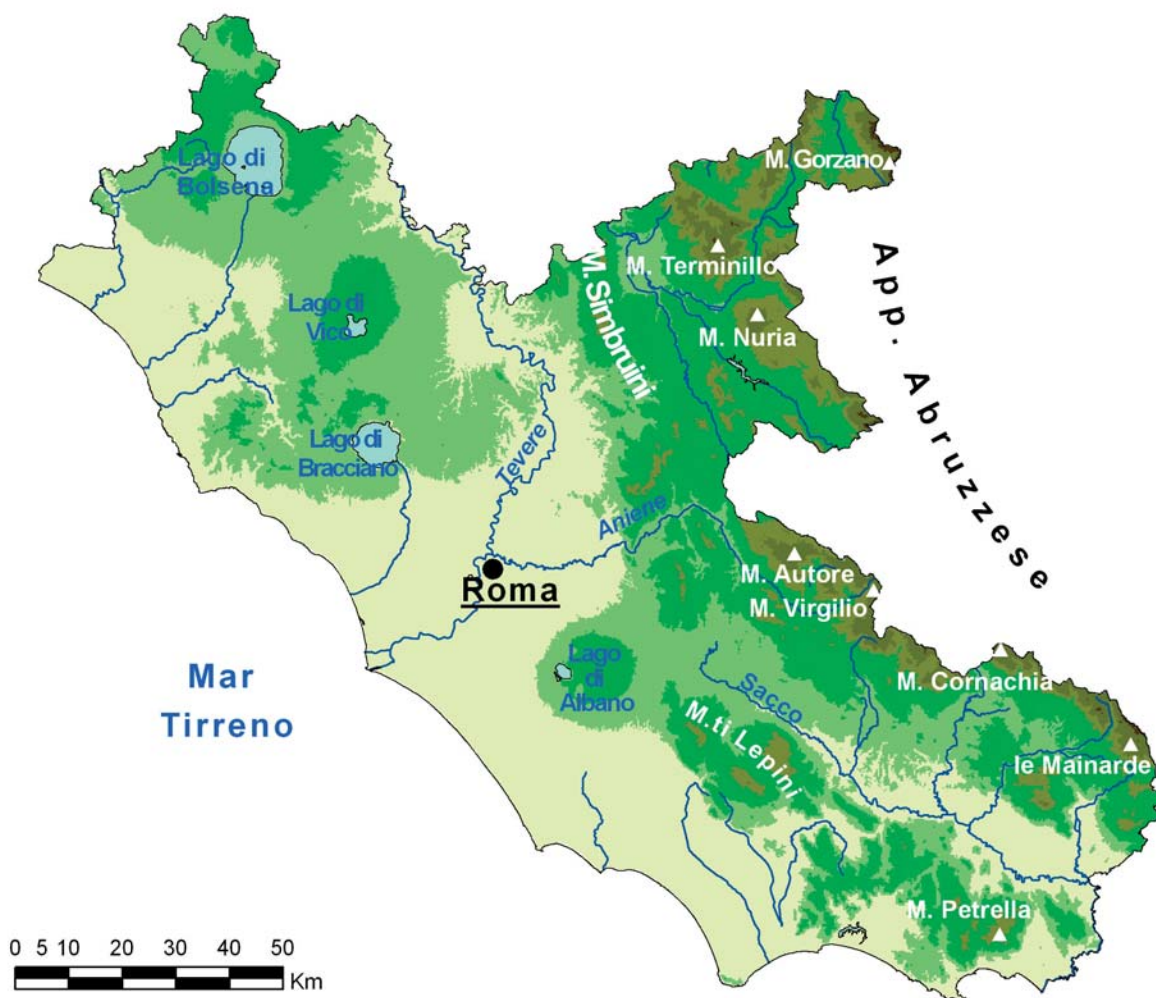 Lago di
Bolsena
M. Gorzano
M. Terminillo
M. Simbruini
Lago di
Vico
M. Nuria
App. Abruzzese
Lago di
Bracciano
Tevere
Aniene
Roma
M. Autore
M. Virgilio
Lago
di
Albano
Sacco
M. Cornachia
Mar
Tirreno
M.ti Lepini
le Mainarde
M. Petrella
0 5 10 20 30 40 50
Km